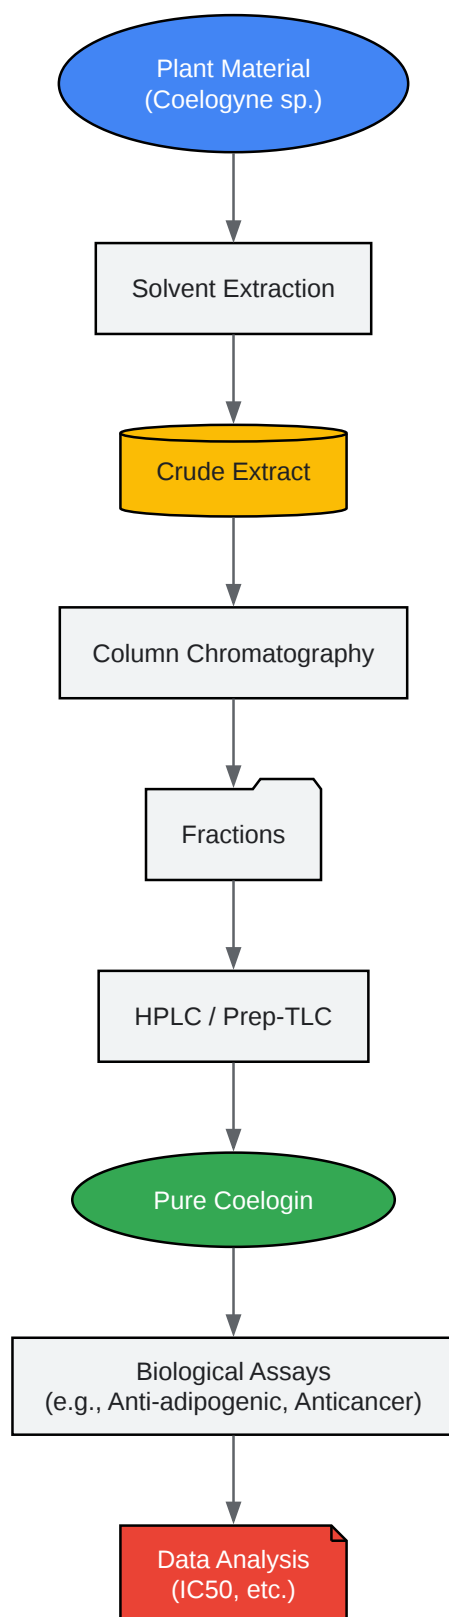 Plant Material
(Coelogyne sp.)
Solvent Extraction
Crude Extract
Column Chromatography
Fractions
HPLC / Prep-TLC
Pure Coelogin
Biological Assays
(e.g., Anti-adipogenic, Anticancer)
Data Analysis
(IC50, etc.)